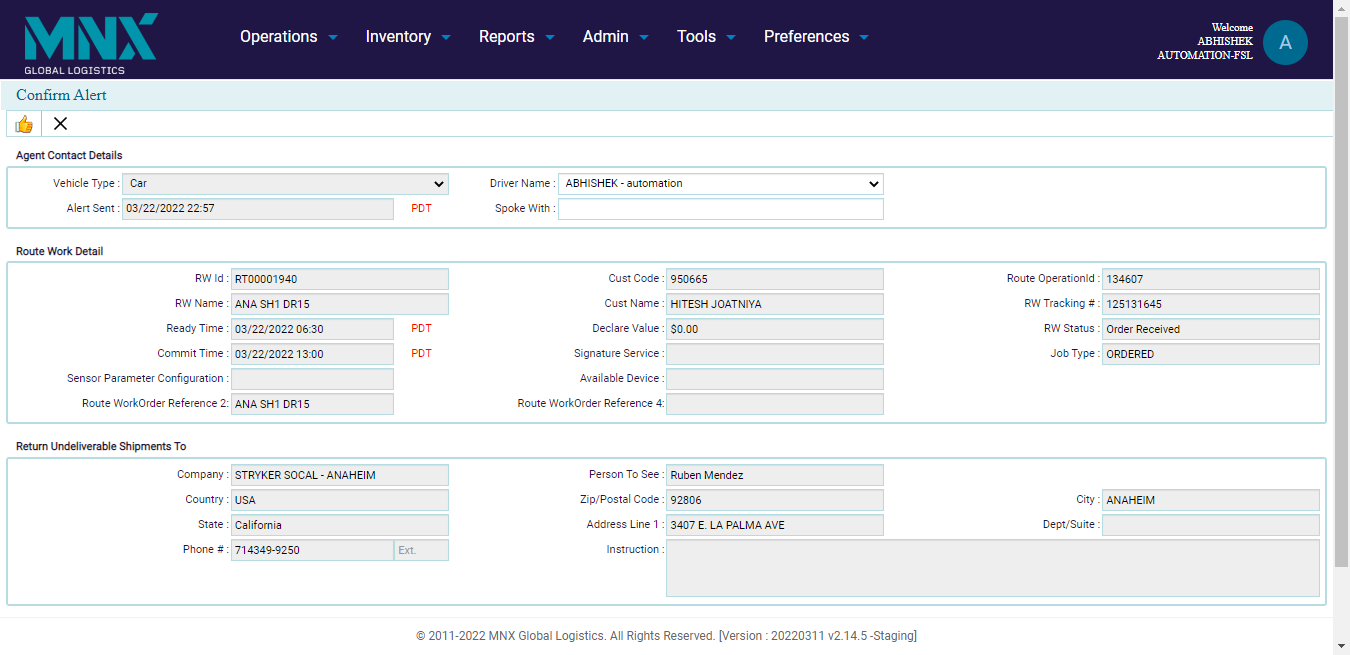 MNX
GLOBAL LOGISTICS
Operations Inventory Reports Admin Tools Preferences
Welcome
ABHISHEK
AUTOMATION-FSL
A
Confirm Alert
Agent Contact Details
Vehicle Type : Car Driver Name : ABHISHEK - automation
Alert Sent : 03/22/2022 22:57 PDT Spoke With :
Route Work Detail
RW Id : RT00001940 Cust Code : 950665 Route OperationId : 134607
RW Name : ANA SH1 DR15 Cust Name : HITESH JOATNIYA RW Tracking # : 125131645
Ready Time : 03/22/2022 06:30 PDT Declare Value : $0.00 RW Status : Order Received
Commit Time : 03/22/2022 13:00 PDT Signature Service : Job Type : ORDERED
Sensor Parameter Configuration : Available Device :
Route WorkOrder Reference 2: ANA SH1 DR15 Route WorkOrder Reference 4:
Return Undeliverable Shipments To
Company : STRYKER SOCAL - ANAHEIM Person To See : Ruben Mendez
Country : USA Zip/Postal Code : 92806 City : ANAHEIM
State : California Address Line 1 : 3407 E. LA PALMA AVE Dept/Suite :
Phone # : 714349-9250 Ext. Instruction :
© 2011-2022 MNX Global Logistics. All Rights Reserved. [Version : 20220311 v2.14.5 -Staging]